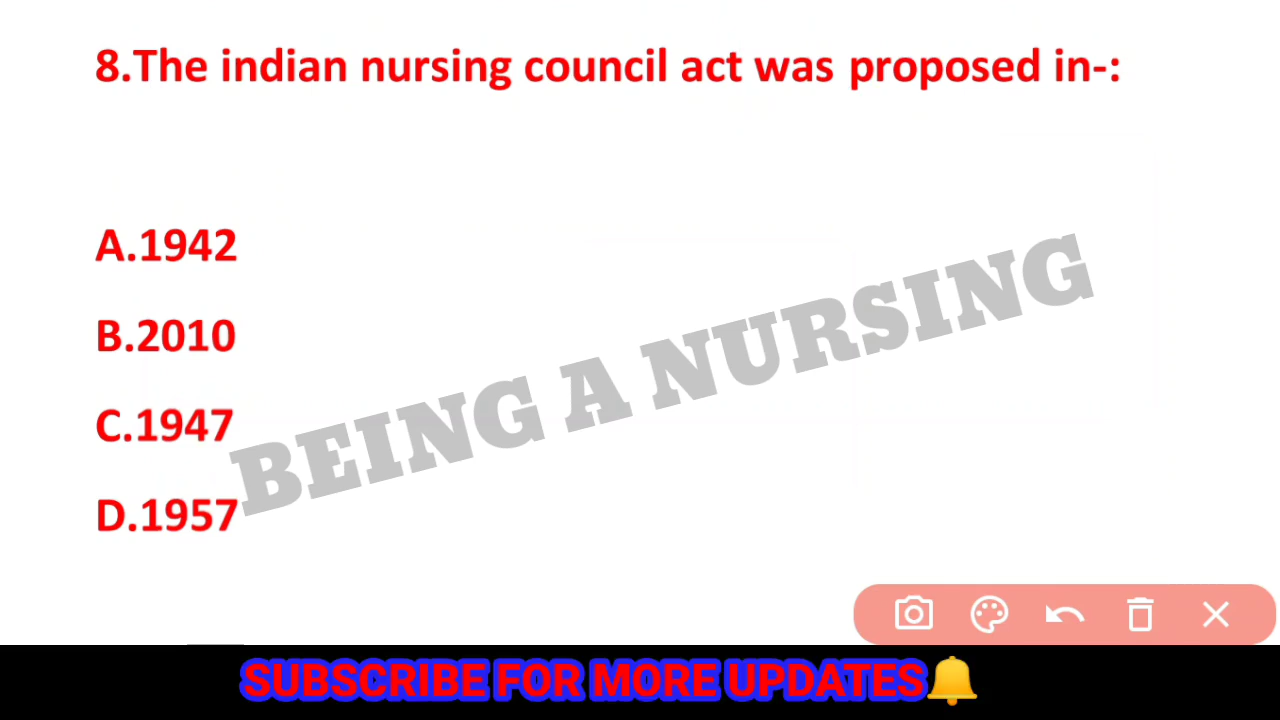 8.The indian nursing council act was proposed in-:
A.1942
B.2010
C.1947
D.1957
BEING A NURSING
SUBSCRIBE FOR MORE UPDATES🔔